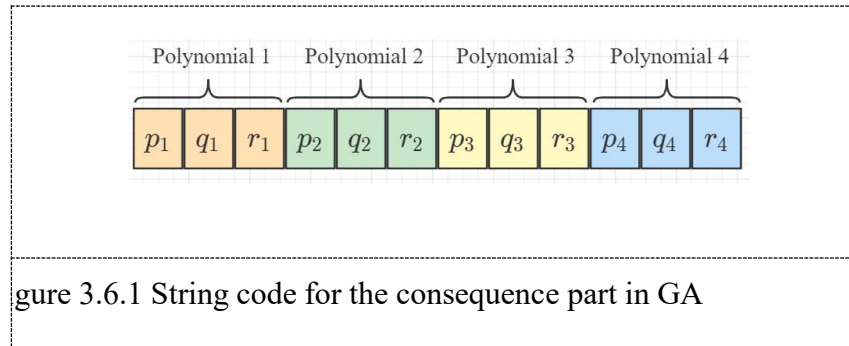 Polynomial 1 Polynomial 2 Polynomial 3 Polynomial 4
p₁ q₁ r₁ p₂ q₂ r₂ p₃ q₃ r₃ p₄ q₄ r₄
gure 3.6.1 String code for the consequence part in GA